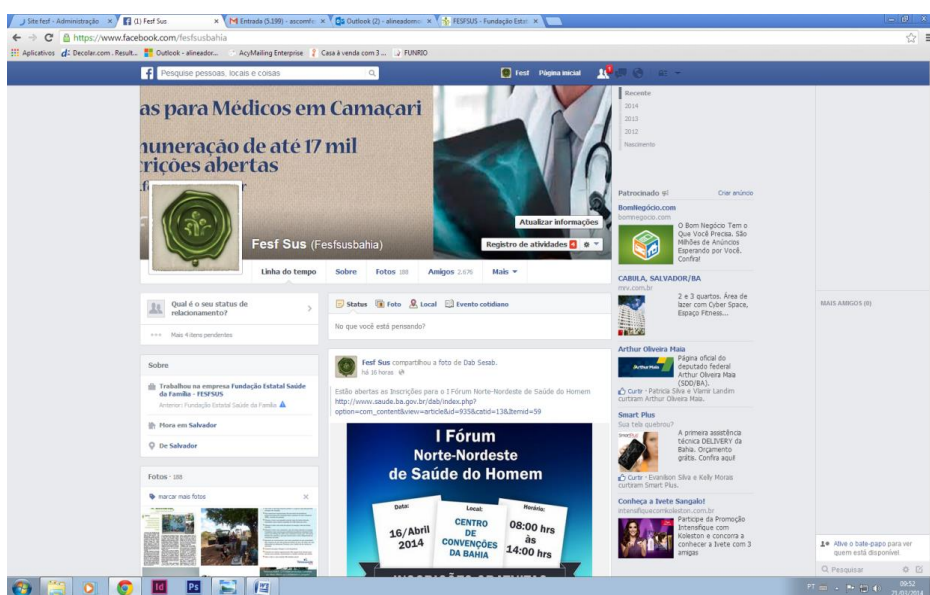 Site fesf - Administração
(1) Fesf Sus
Entrada (5.199) - ascomfe
Outlook (2) - alineador
FESFSUS - Fundação Estat
https://www.facebook.com/fesfsusbahia
Aplicativos
Decolar.com . Result...
Outlook - alineador...
AcyMailing Enterprise
Casa à venda com 3 ...
FUNRIO
Pesquise pessoas, locais e coisas
Fesf
Página inicial
as para Médicos em Camaçari
nuneração de até 17 mil
crições abertas
Atualizar informações
Fesf Sus (Fesfsusbahia)
Registro de atividades 4
Linha do tempo
Sobre
Fotos 188
Amigos 2.676
Mais
Recente
2014
2013
2012
Nascimento
Qual é o seu status de
relacionamento?
Mais 4 itens pendentes
Sobre
Trabalhou na empresa Fundação Estatal Saúde
da Família - FESFSUS
Anterior: Fundação Estatal Saúde da Família
Mora em Salvador
De Salvador
Fotos · 188
marcar mais fotos
Status
Foto
Local
Evento cotidiano
No que você está pensando?
Fesf Sus compartilhou a foto de Dab Sesab.
há 16 horas
Estão abertas as Inscrições para o I Fórum Norte-Nordeste de Saúde do Homem
http://www.saude.ba.gov.br/dab/index.php?
option=com_content&view=article&id=935&catid=13&Itemid=59
I Fórum
Norte-Nordeste
de Saúde do Homem
Data:
16/Abril
2014
Local:
CENTRO
DE
CONVENÇÕES
DA BAHIA
Horário:
08:00 hrs
às
14:00 hrs
INSCRIÇÕES GRATUITAS
Patrocinado
Criar anúncio
BomNegócio.com
bomnegocio.com
O Bom Negócio Tem o
Que Você Precisa. São
Milhões de Anúncios
Esperando por Você.
Confira!
CABULA, SALVADOR/BA
mrv.com.br
2 e 3 quartos. Área de
lazer com Cyber Space,
Espaço Fitness...
Arthur Oliveira Maia
Página oficial do
deputado federal
Arthur Oliveira Maia
(SDD/BA).
Curtir · Patricia Silva e Vlamir Landim
curtiram Arthur Oliveira Maia.
Smart Plus
Sua tela quebrou?
A primeira assistência
técnica DELIVERY da
Bahia. Orçamento
grátis. Confira aqui!
Curtir · Evanilson Silva e Kelly Morais
curtiram Smart Plus.
Conheça a Ivete Sangalo!
intensifiquecomkoleston.com.br
Participe da Promoção
Intensifique com
Koleston e concorra a
conhecer a Ivete com 3
amigas
MAIS AMIGOS (0)
Ative o bate-papo para ver
quem está disponível.
Pesquisar
Id
Ps
PT
09:52
21/03/2014